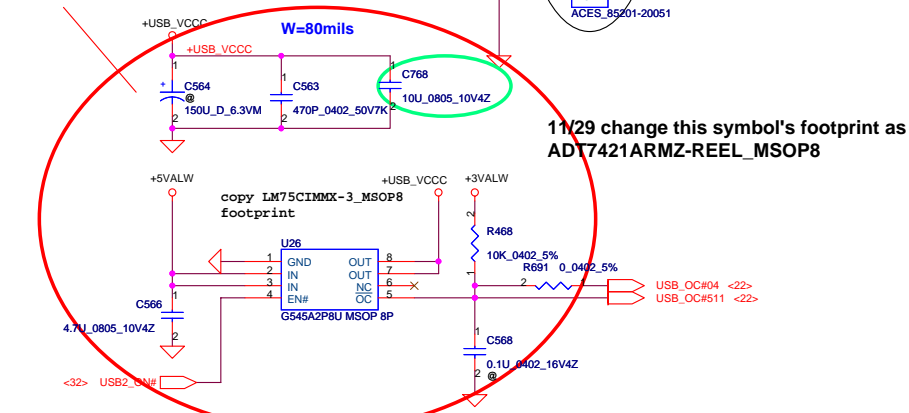 ACES_85201-20051
+USB_VCCC
W=80mils
+USB_VCCC
1
C564
@
150U_D_6.3VM
2
1
C563
470P_0402_50V7K
2
1
C768
10U_0805_10V4Z
2
11/29 change this symbol's footprint as
ADT7421ARMZ-REEL_MSOP8
+5VALW
copy LM75CIMMX-3_MSOP8
footprint
+USB_VCCC
+3VALW
2
R468
10K_0402_5%
1
U26
1 GND OUT 8
2 IN OUT 7
3 IN NC 6
4 EN# OC 5
G545A2P8U MSOP 8P
R691 0_0402_5%
2 1
USB_OC#04 <22>
USB_OC#511 <22>
1
C566
4.7U_0805_10V4Z
2
1
C568
0.1U_0402_16V4Z
2
@
<32> USB2_ON#